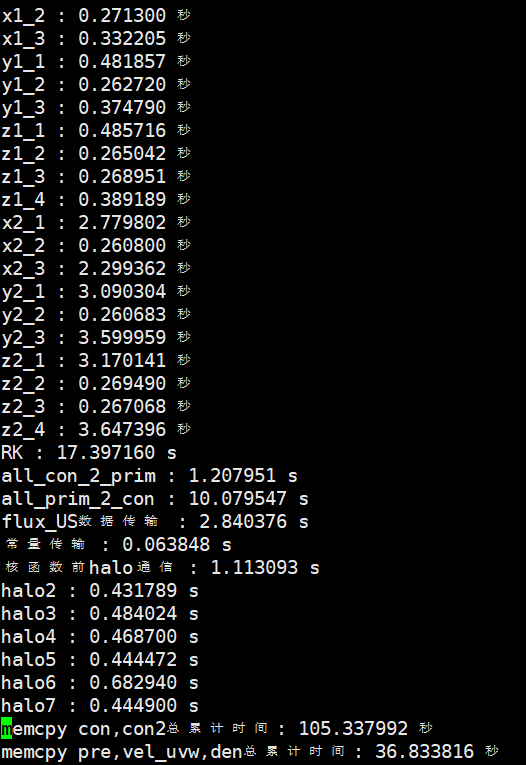 x1_2 : 0.271300 秒
x1_3 : 0.332205 秒
y1_1 : 0.481857 秒
y1_2 : 0.262720 秒
y1_3 : 0.374790 秒
z1_1 : 0.485716 秒
z1_2 : 0.265042 秒
z1_3 : 0.268951 秒
z1_4 : 0.389189 秒
x2_1 : 2.779802 秒
x2_2 : 0.260800 秒
x2_3 : 2.299362 秒
y2_1 : 3.090304 秒
y2_2 : 0.260683 秒
y2_3 : 3.599959 秒
z2_1 : 3.170141 秒
z2_2 : 0.269490 秒
z2_3 : 0.267068 秒
z2_4 : 3.647396 秒
RK : 17.397160 s
all_con_2_prim : 1.207951 s
all_prim_2_con : 10.079547 s
flux_US数据传输 : 2.840376 s
常量传输 : 0.063848 s
核函数前halo通信 : 1.113093 s
halo2 : 0.431789 s
halo3 : 0.484024 s
halo4 : 0.468700 s
halo5 : 0.444472 s
halo6 : 0.682940 s
halo7 : 0.444900 s
memcpy con,con2总累计时间: 105.337992 秒
memcpy pre,vel_uvw,den总累计时间: 36.833816 秒